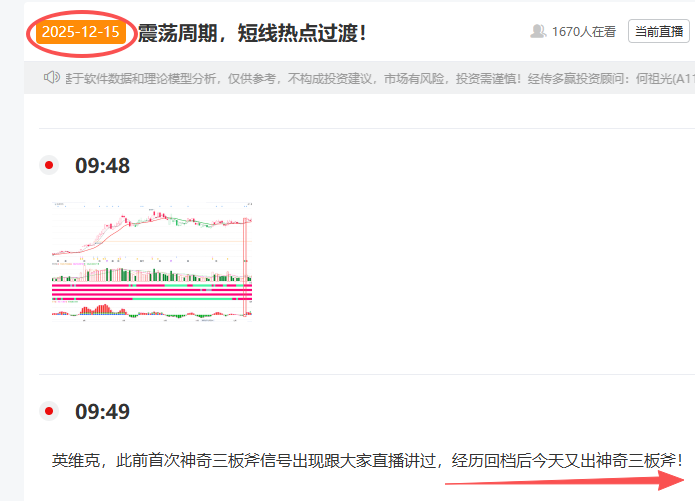 2025-12-15 震荡周期，短线热点过渡！ 1670人在看 当前直播
基于软件数据和理论模型分析，仅供参考，不构成投资建议，市场有风险，投资需谨慎！经传多赢投资顾问：何祖光(A11
09:48
09:49
英维克，此前首次神奇三板斧信号出现跟大家直播讲过，经历回档后今天又出神奇三板斧！